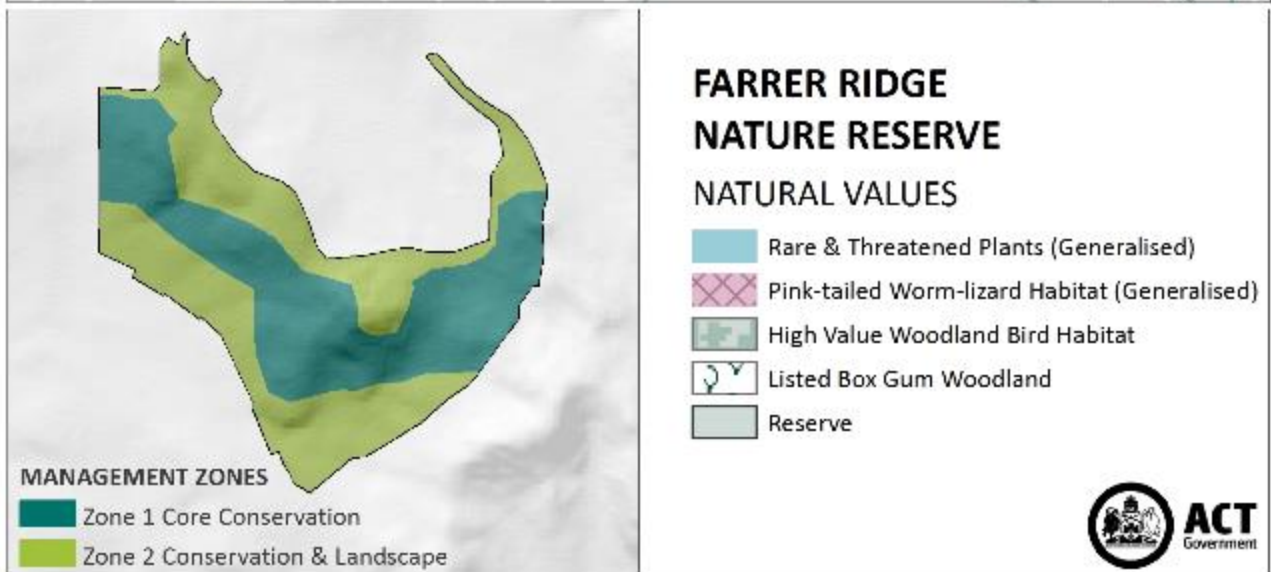 MANAGEMENT ZONES
Zone 1 Core Conservation
Zone 2 Conservation & Landscape
FARRER RIDGE
NATURE RESERVE
NATURAL VALUES
Rare & Threatened Plants (Generalised)
Pink-tailed Worm-lizard Habitat (Generalised)
High Value Woodland Bird Habitat
Listed Box Gum Woodland
Reserve
ACT
Government